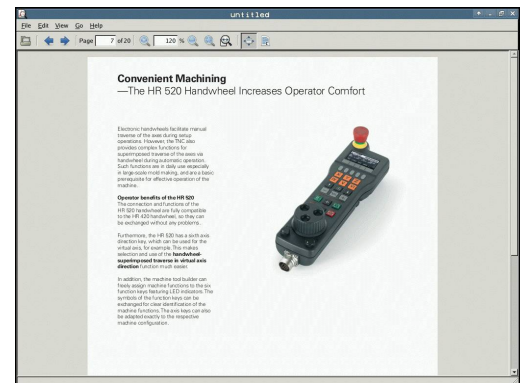 untitled
File Edit View Go Help
Page 7 of 20 120 %
Convenient Machining
—The HR 520 Handwheel Increases Operator Comfort
Electronic handwheels facilitate manual
traverse of the axes during setup
operations. However, the TNC also
provides complex functions for
superimposed traverse of the axes via
handwheel during automatic operation.
Such functions are in daily use especially
in large-scale mold making, and are a basic
prerequisite for effective operation of the
machine.
Operator benefits of the HR 520
The connection and functions of the
HR 520 handwheel are fully compatible
to the HR 420 handwheel, so they can
be exchanged without any problems.
Furthermore, the HR 520 has a sixth axis
direction key, which can be used for the
virtual axis, for example. This makes
selection and use of the handwheel-
superimposed traverse in virtual axis
direction function much easier.
In addition, the machine tool builder can
freely assign machine functions to the six
function keys featuring LED indicators. The
symbols of the function keys can be
exchanged for clear identification of the
machine functions. The axis keys can also
be adapted exactly to the respective
machine configuration.